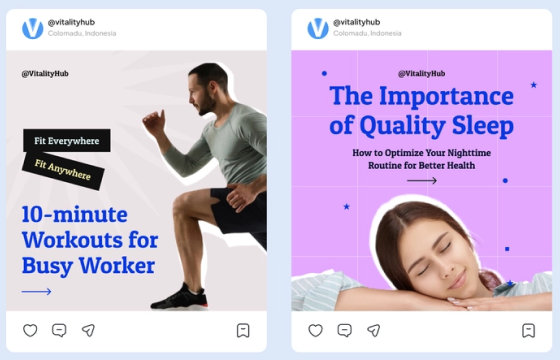 @vitalityhub
Colomadu, Indonesia
@VitalityHub
Fit Everywhere
Fit Anywhere
10-minute
Workouts for
Busy Worker
@vitalityhub
Colomadu, Indonesia
@VitalityHub
The Importance
of Quality Sleep
How to Optimize Your Nighttime
Routine for Better Health